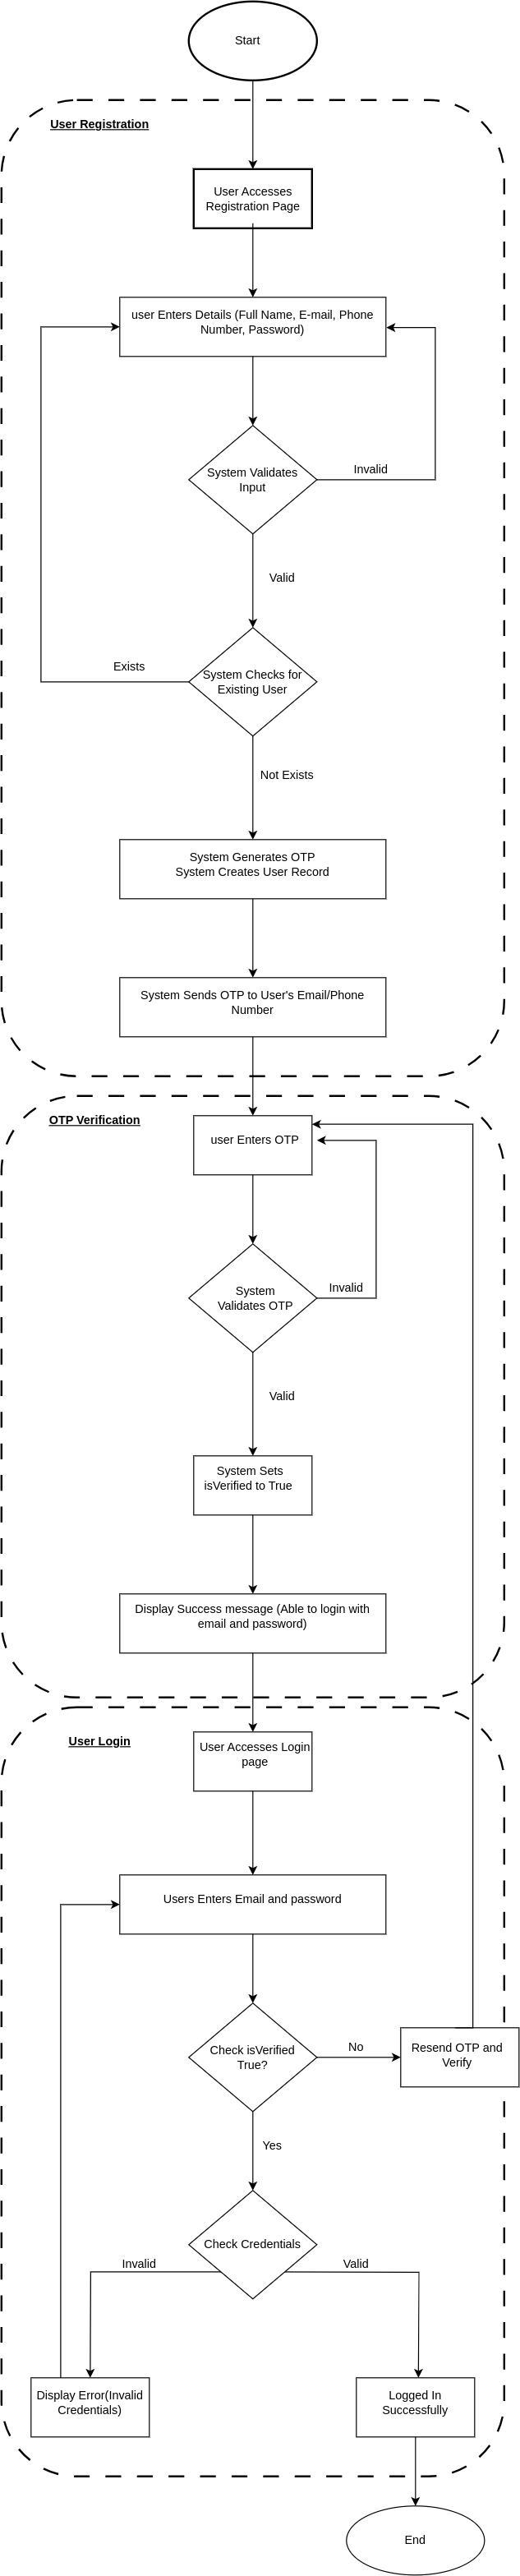 Start
User Registration
User Accesses
Registration Page
user Enters Details (Full Name, E-mail, Phone
Number, Password)
System Validates
Input
Invalid
Valid
Exists
System Checks for
Existing User
Not Exists
System Generates OTP
System Creates User Record
System Sends OTP to User's Email/Phone
Number
OTP Verification
user Enters OTP
System
Validates OTP
Invalid
Valid
System Sets
isVerified to True
Display Success message (Able to login with
email and password)
User Login
User Accesses Login
page
Users Enters Email and password
Check isVerified
True?
No
Resend OTP and
Verify
Yes
Check Credentials
Invalid
Valid
Display Error(Invalid
Credentials)
Logged In
Successfully
End